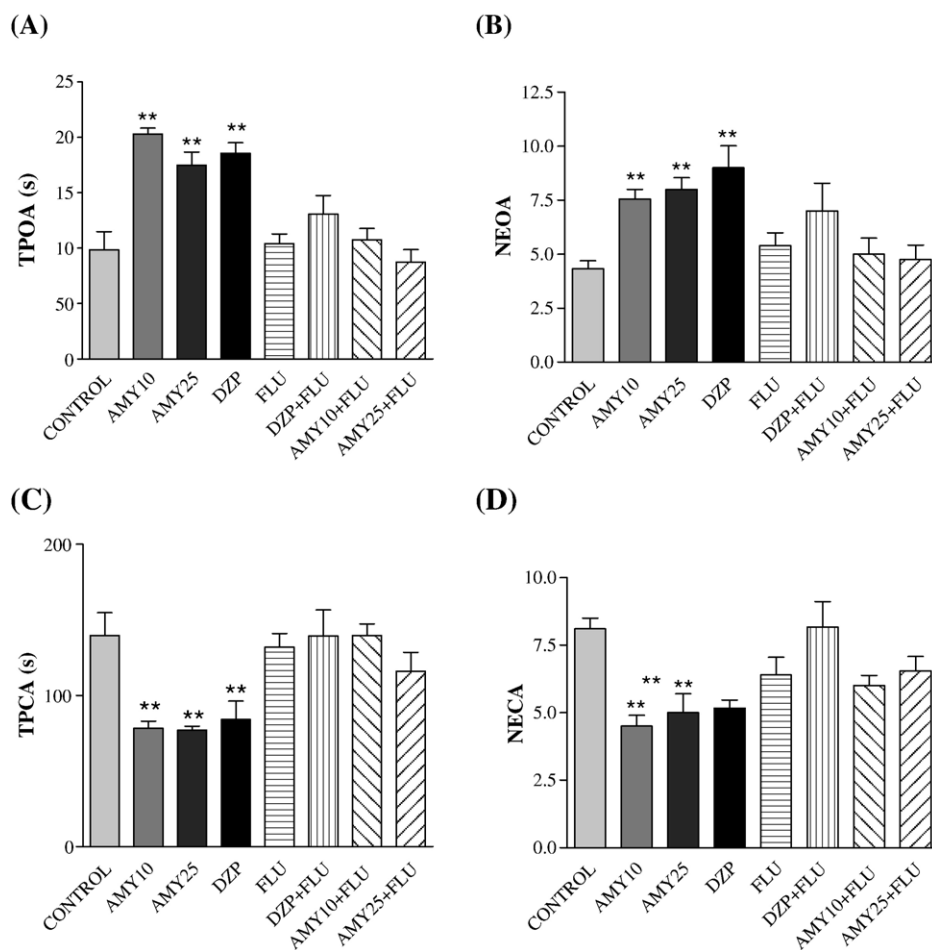 (A)
TPOA (s)
25
20
15
10
50
0
** ** **
CONTROL AMY10 AMY25 DZP FLU DZP+FLU AMY10+FLU AMY25+FLU
(B)
NEOA
12.5
10.0
7.5
5.0
2.5
0.0
** ** **
CONTROL AMY10 AMY25 DZP FLU DZP+FLU AMY10+FLU AMY25+FLU
(C)
TPCA (s)
200
100
0
** ** **
CONTROL AMY10 AMY25 DZP FLU DZP+FLU AMY10+FLU AMY25+FLU
(D)
NECA
10.0
7.5
5.0
2.5
0.0
** ** **
CONTROL AMY10 AMY25 DZP FLU DZP+FLU AMY10+FLU AMY25+FLU